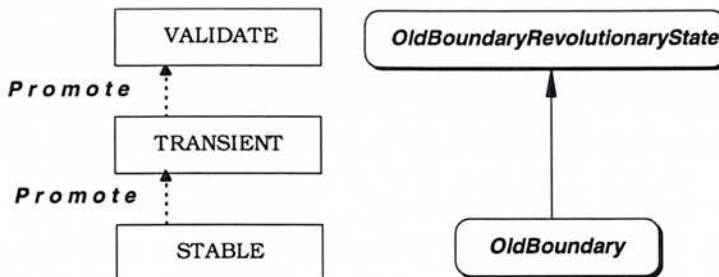 VALIDATE
OldBoundaryRevolutionaryState
Promote
TRANSIENT
Promote
STABLE
OldBoundary